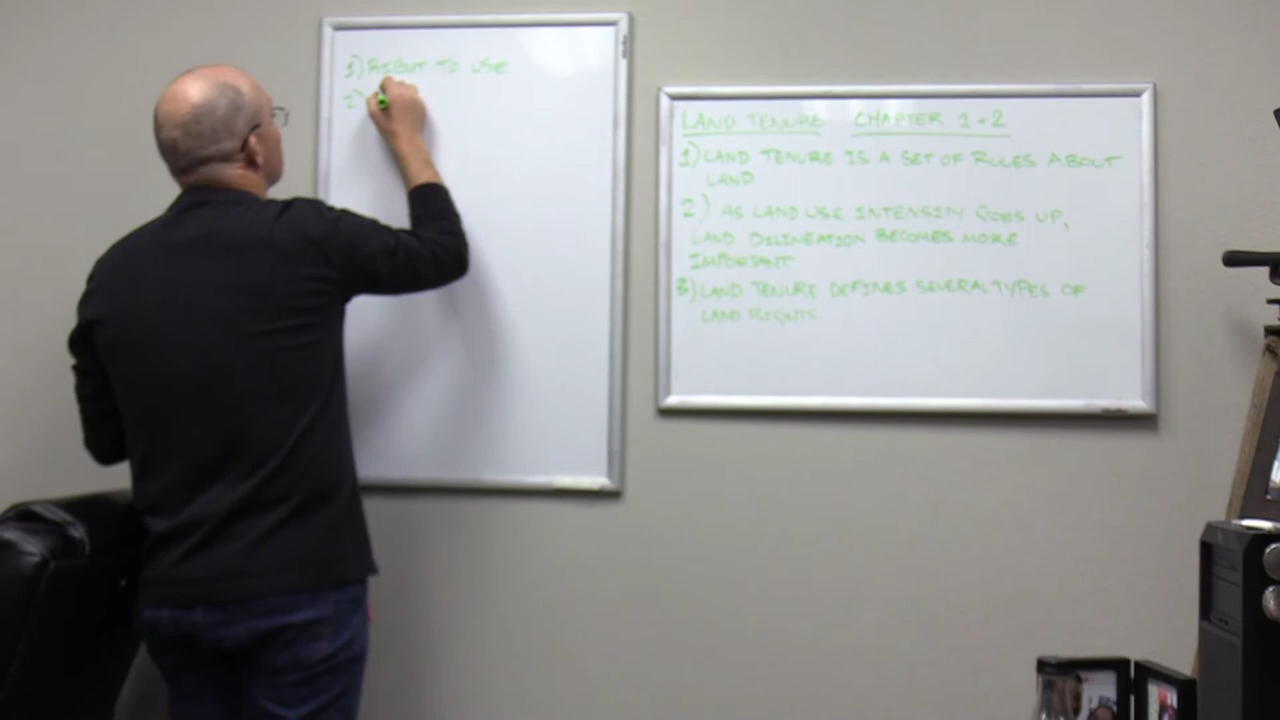 1) RIGHT TO USE
2)
LAND TENURE CHAPTER 1+2
1) LAND TENURE IS A SET OF RULES ABOUT
LAND
2) AS LAND USE INTENSITY GOES UP,
LAND DILINEATION BECOMES MORE
IMPORTANT
3) LAND TENURE DEFINES SEVERAL TYPES OF
LAND RIGHTS